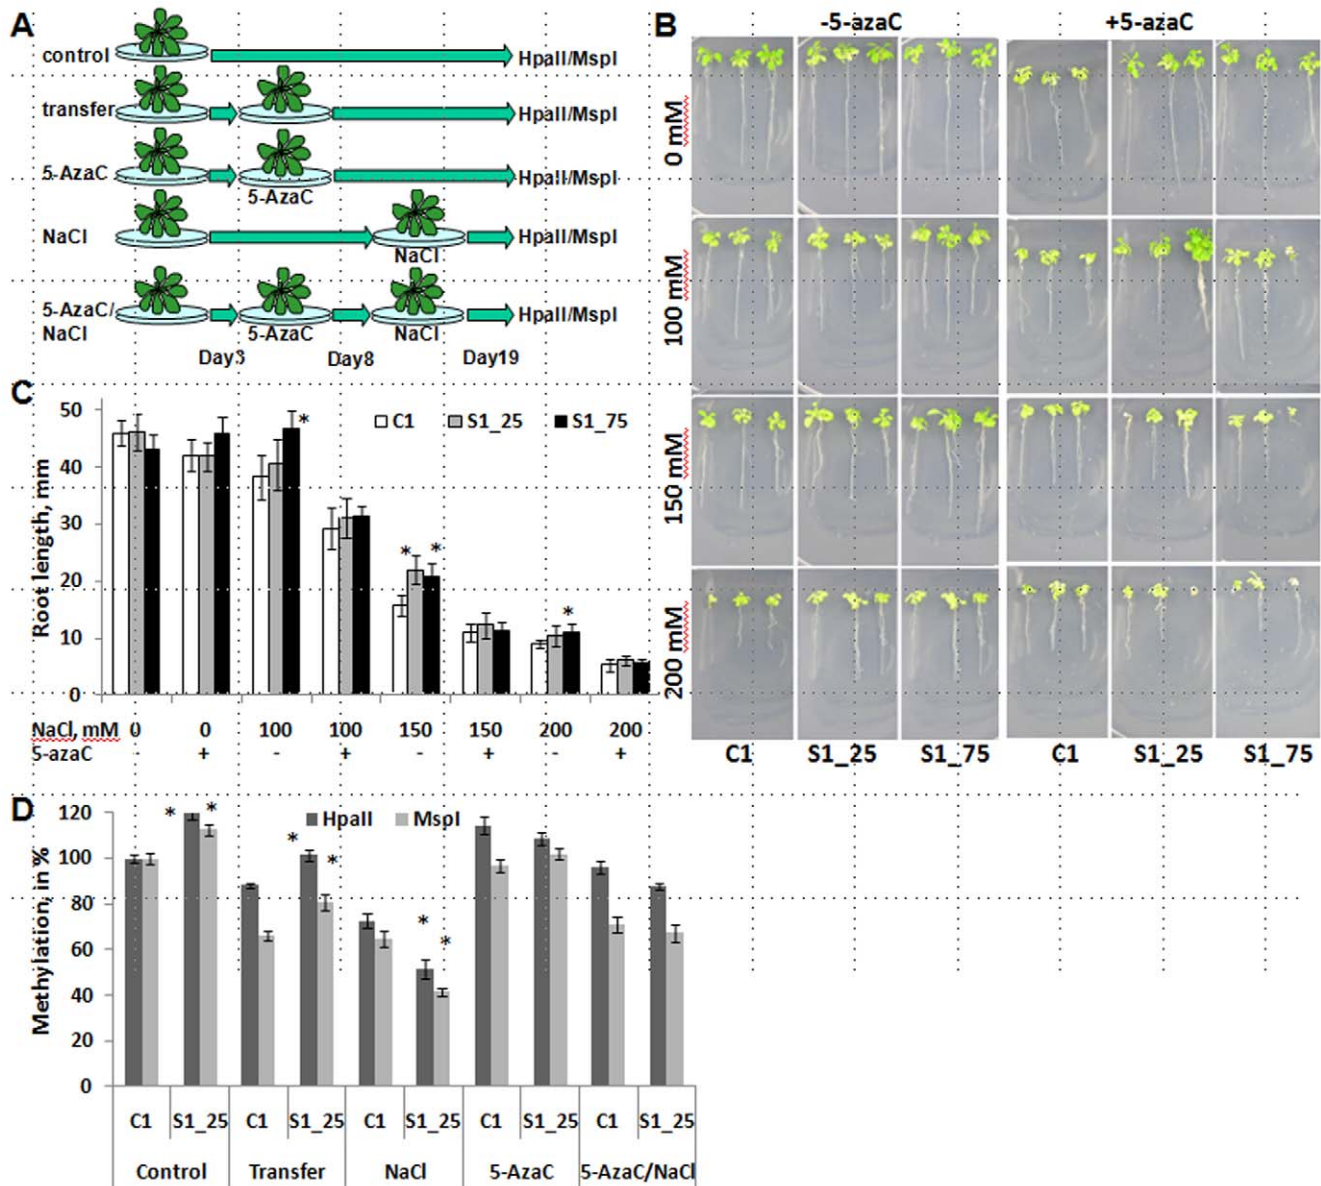 A
control HpaII/MspI
transfer HpaII/MspI
5-AzaC HpaII/MspI
5-AzaC
NaCl HpaII/MspI
NaCl
5-AzaC/ HpaII/MspI
NaCl
5-AzaC NaCl
Day3 Day8 Day19
B
-5-azaC +5-azaC
0 mM
100 mM
150 mM
200 mM
C1 S1_25 S1_75 C1 S1_25 S1_75
C
C1 S1_25 S1_75
Root length, mm
50
40
30
20
10
0
* * * *
NaCl, mM 0 0 100 100 150 150 200 200
5-azaC - + - + - + - +
D
HpaII MspI
Methylation, in %
120
100
80
60
40
20
0
* * * * * *
C1 S1_25 C1 S1_25 C1 S1_25 C1 S1_25 C1 S1_25
Control Transfer NaCl 5-AzaC 5-AzaC/NaCl